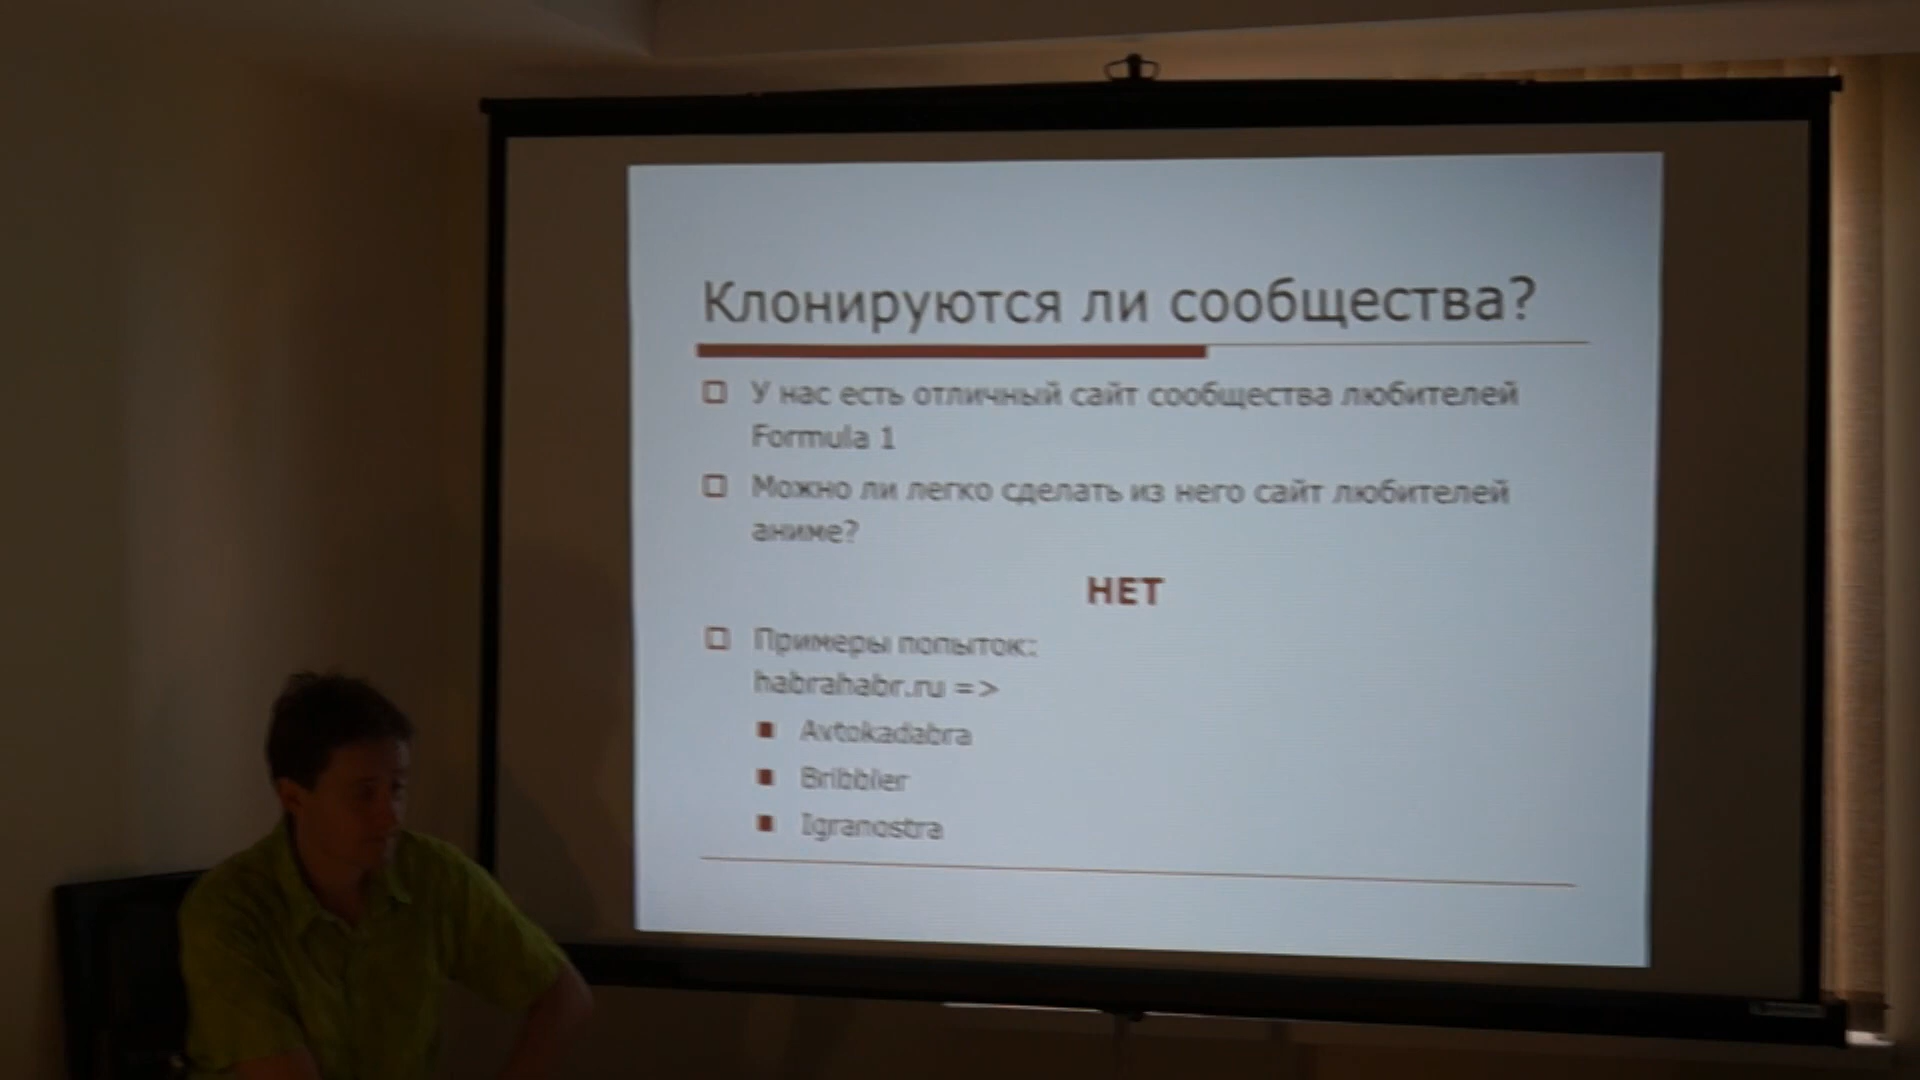 Клонируются ли сообщества?
У нас есть отличный сайт сообщества любителей
Formula 1
Можно ли легко сделать из него сайт любителей
аниме?
НЕТ
Примеры попыток:
habrahabr.ru =>
Avtokadabra
Bribbler
Igranostra